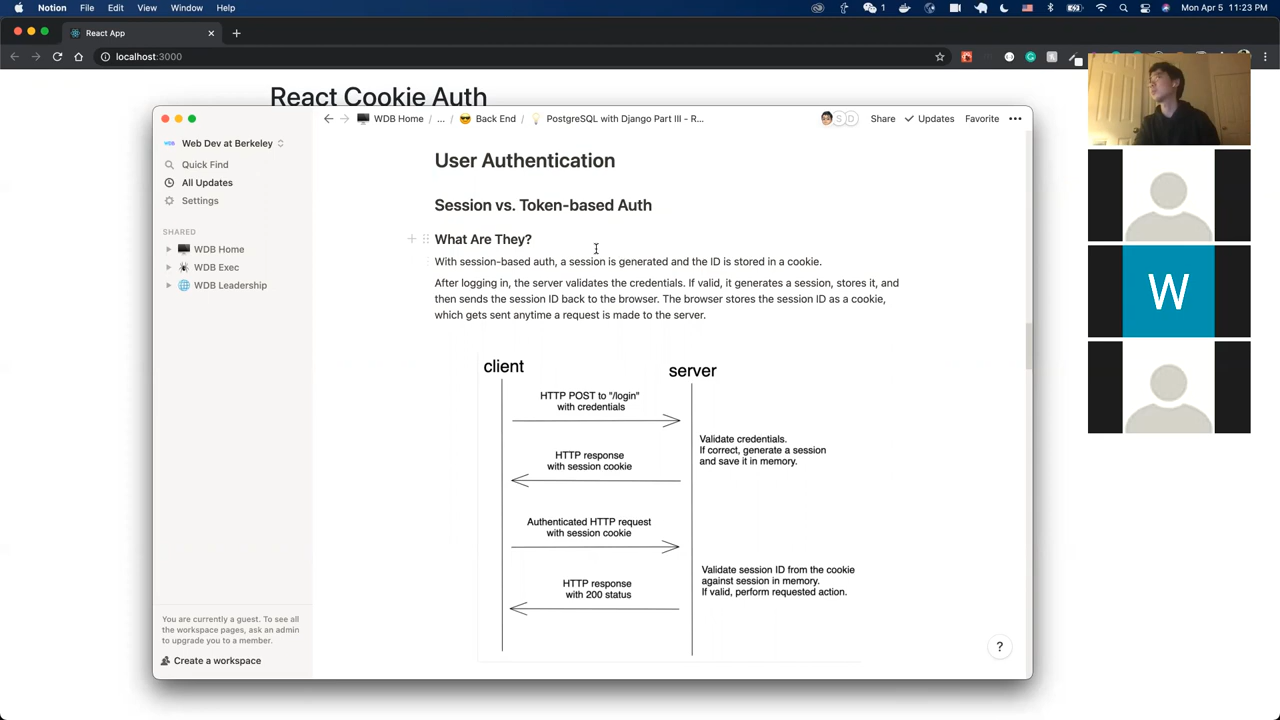 Notion File Edit View Window Help
1
Mon Apr 5 11:23 PM
React App
localhost:3000
React Cookie Auth
WDB Home / ... / Back End / PostgreSQL with Django Part III - R...
S D Share Updates Favorite
Web Dev at Berkeley
Quick Find
All Updates
Settings
SHARED
WDB Home
WDB Exec
WDB Leadership
You are currently a guest. To see all
the workspace pages, ask an admin
to upgrade you to a member.
Create a workspace
User Authentication
Session vs. Token-based Auth
What Are They?
With session-based auth, a session is generated and the ID is stored in a cookie.
After logging in, the server validates the credentials. If valid, it generates a session, stores it, and
then sends the session ID back to the browser. The browser stores the session ID as a cookie,
which gets sent anytime a request is made to the server.
client
server
HTTP POST to "/login"
with credentials
Validate credentials.
If correct, generate a session
and save it in memory.
HTTP response
with session cookie
Authenticated HTTP request
with session cookie
Validate session ID from the cookie
against session in memory.
If valid, perform requested action.
HTTP response
with 200 status
?
W